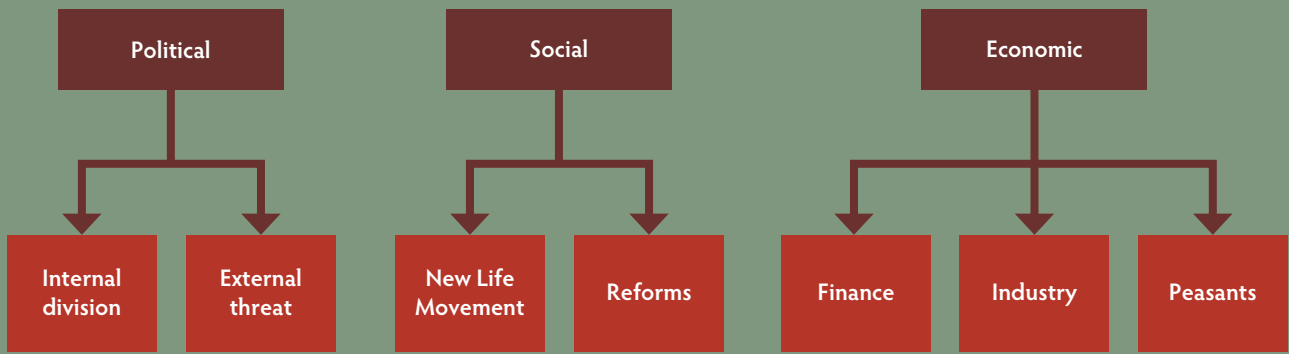 Political
Social
Economic
Internal
division
External
threat
New Life
Movement
Reforms
Finance
Industry
Peasants